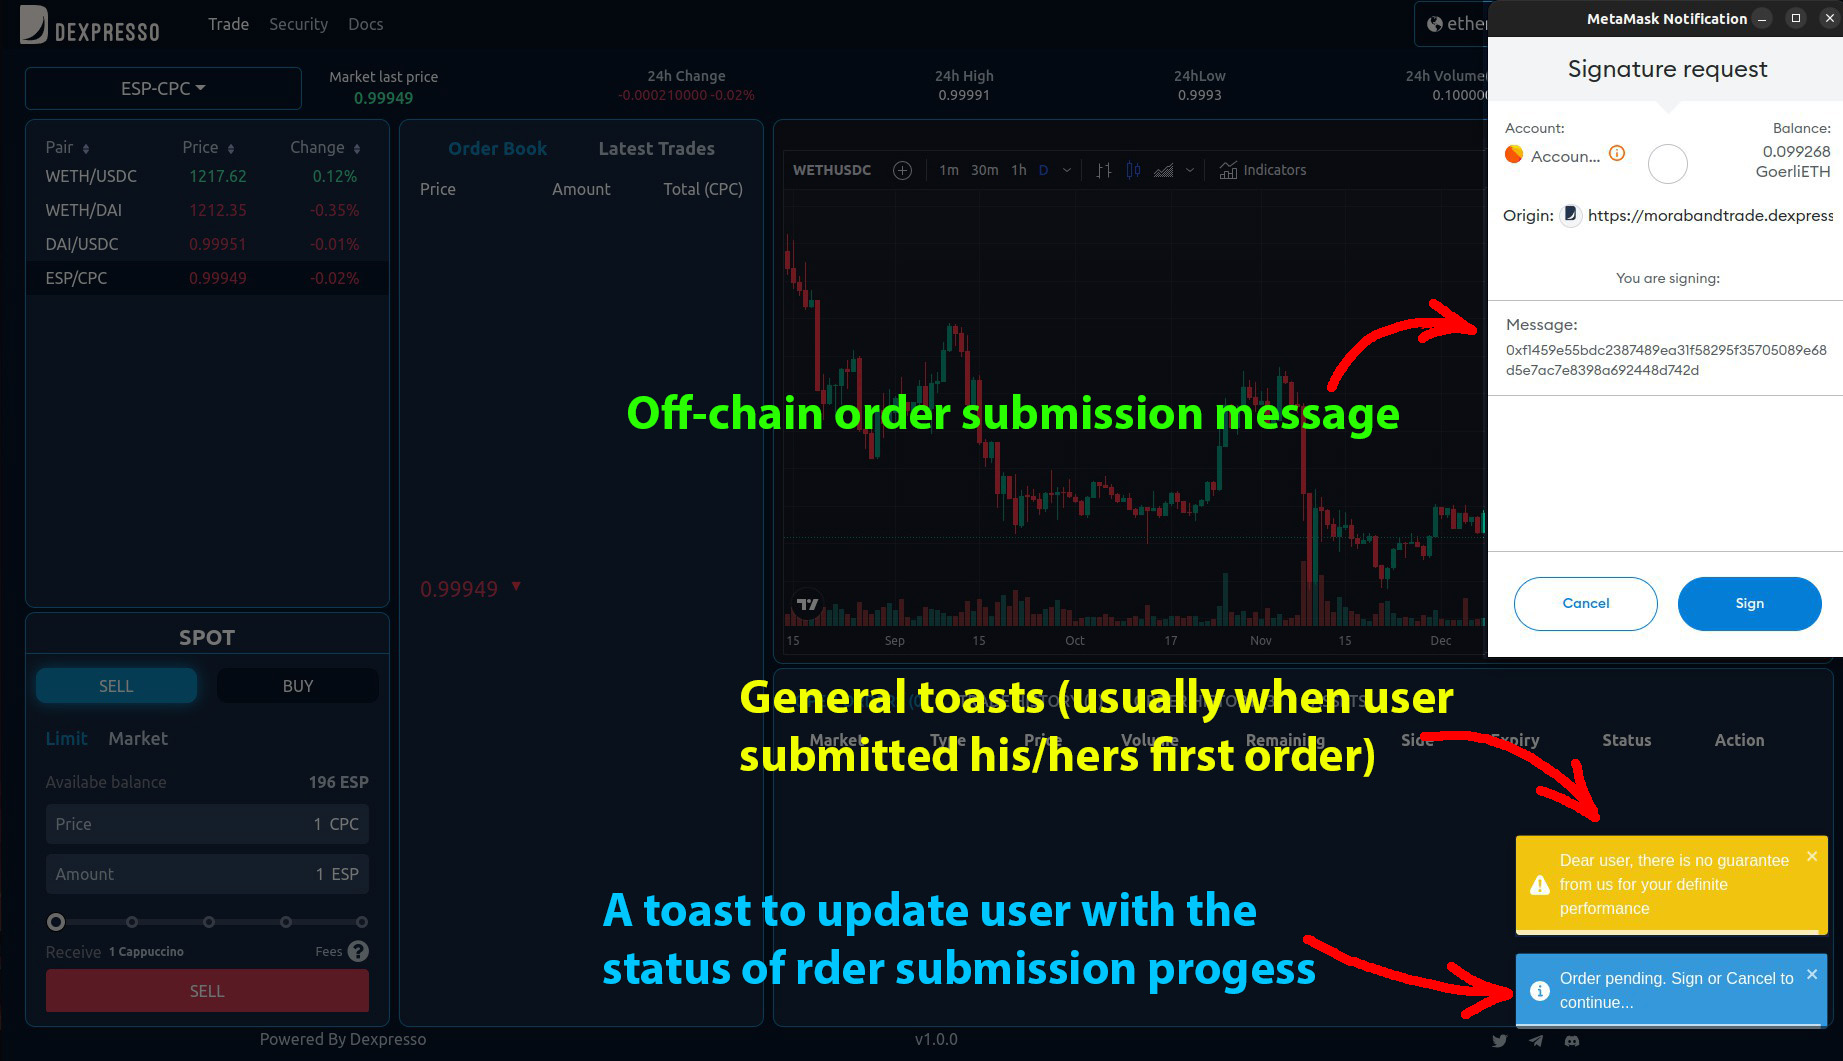 DEXPRESSO
Trade Security Docs
ether
MetaMask Notification
ESP-CPC
Market last price
0.99949
24h Change
-0.000210000 -0.02%
24h High
0.99991
24hLow
0.9993
24h Volume
0.10000
Pair Price Change
WETH/USDC 1217.62 0.12%
WETH/DAI 1212.35 -0.35%
DAI/USDC 0.99951 -0.01%
ESP/CPC 0.99949 -0.02%
Order Book Latest Trades
Price Amount Total (CPC)
0.99949
WETHUSDC 1m 30m 1h D Indicators
15 Sep 15 Oct 17 Nov 15 Dec
Signature request
Account: Balance:
Accoun... 0.099268
GoerliETH
Origin: https://morabandtrade.dexpress
You are signing:
Message:
0xf1459e55bdc2387489ea31f58295f35705089e68
d5e7ac7e8398a692448d742d
Cancel Sign
Off-chain order submission message
SPOT
SELL BUY
Limit Market
Availabe balance 196 ESP
Price 1 CPC
Amount 1 ESP
Receive 1 Cappuccino Fees ?
SELL
General toasts (usually when user
submitted his/hers first order)
Market Type Price Volume Remaining Side Expiry Status Action
Dear user, there is no guarantee
from us for your definite
performance
A toast to update user with the
status of rder submission progess
Order pending. Sign or Cancel to
continue...
Powered By Dexpresso
v1.0.0